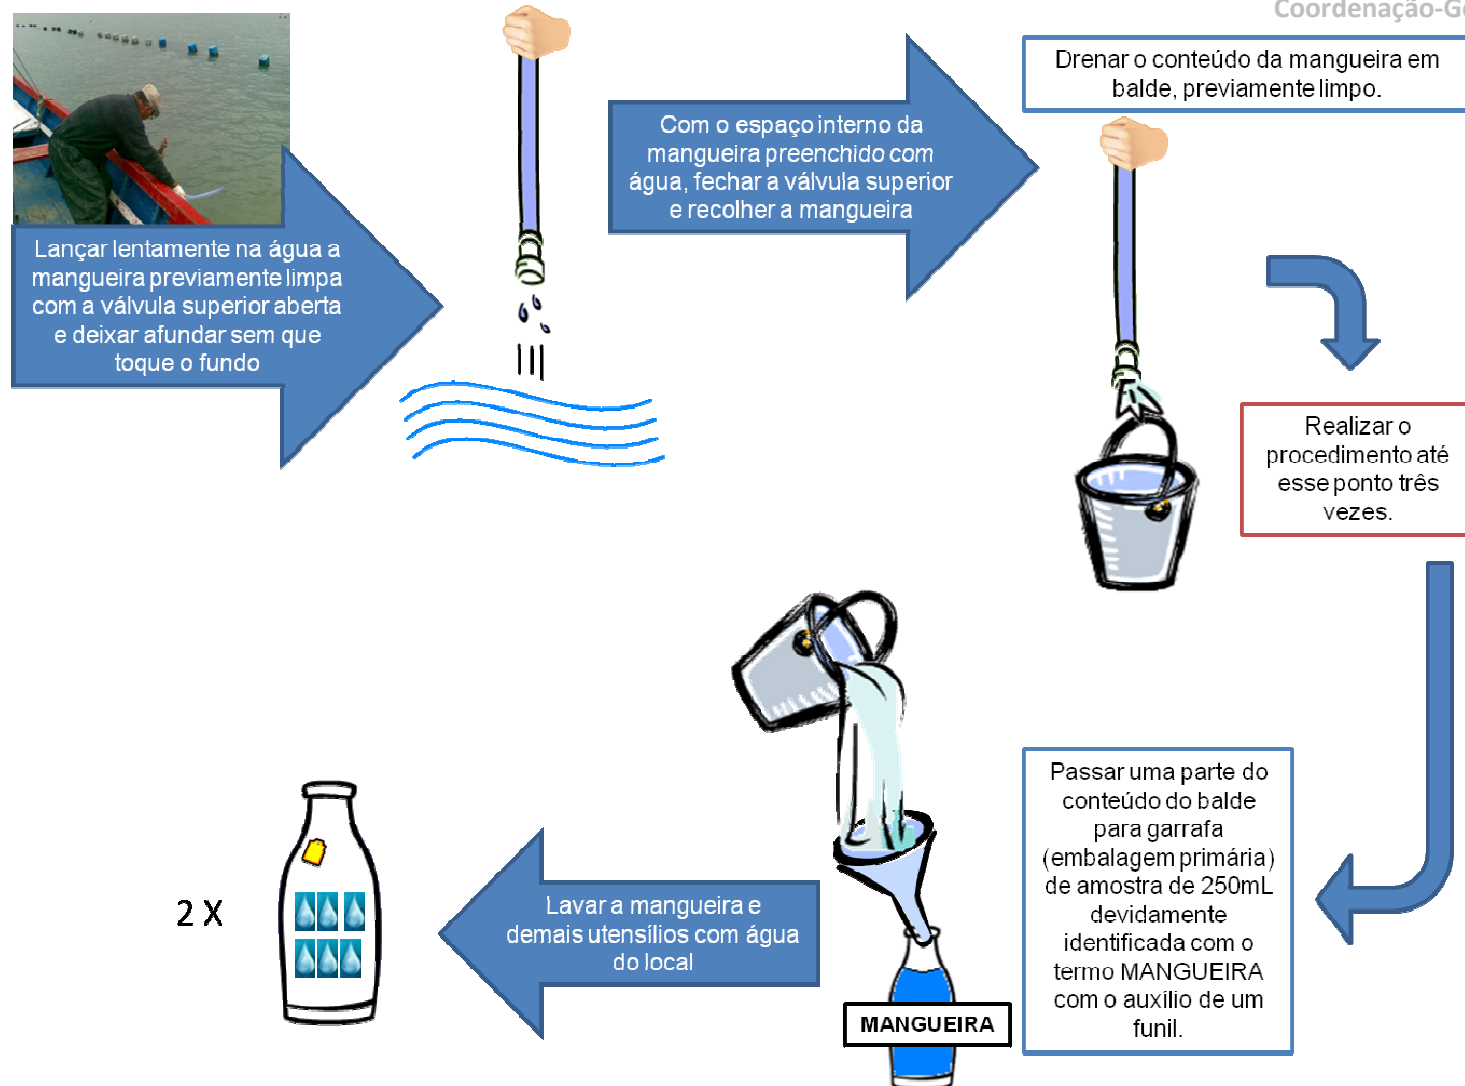 Coordenação-Ge
Drenar o conteúdo da mangueira em
balde, previamente limpo.
Com o espaço interno da
mangueira preenchido com
água, fechar a válvula superior
e recolher a mangueira
Lançar lentamente na água a
mangueira previamente limpa
com a válvula superior aberta
e deixar afundar sem que
toque o fundo
Realizar o
procedimento até
esse ponto três
vezes.
Passar uma parte do
conteúdo do balde
para garrafa
(embalagem primária)
de amostra de 250mL
devidamente
identificada com o
termo MANGUEIRA
com o auxílio de um
funil.
MANGUEIRA
Lavar a mangueira e
demais utensílios com água
do local
2 X